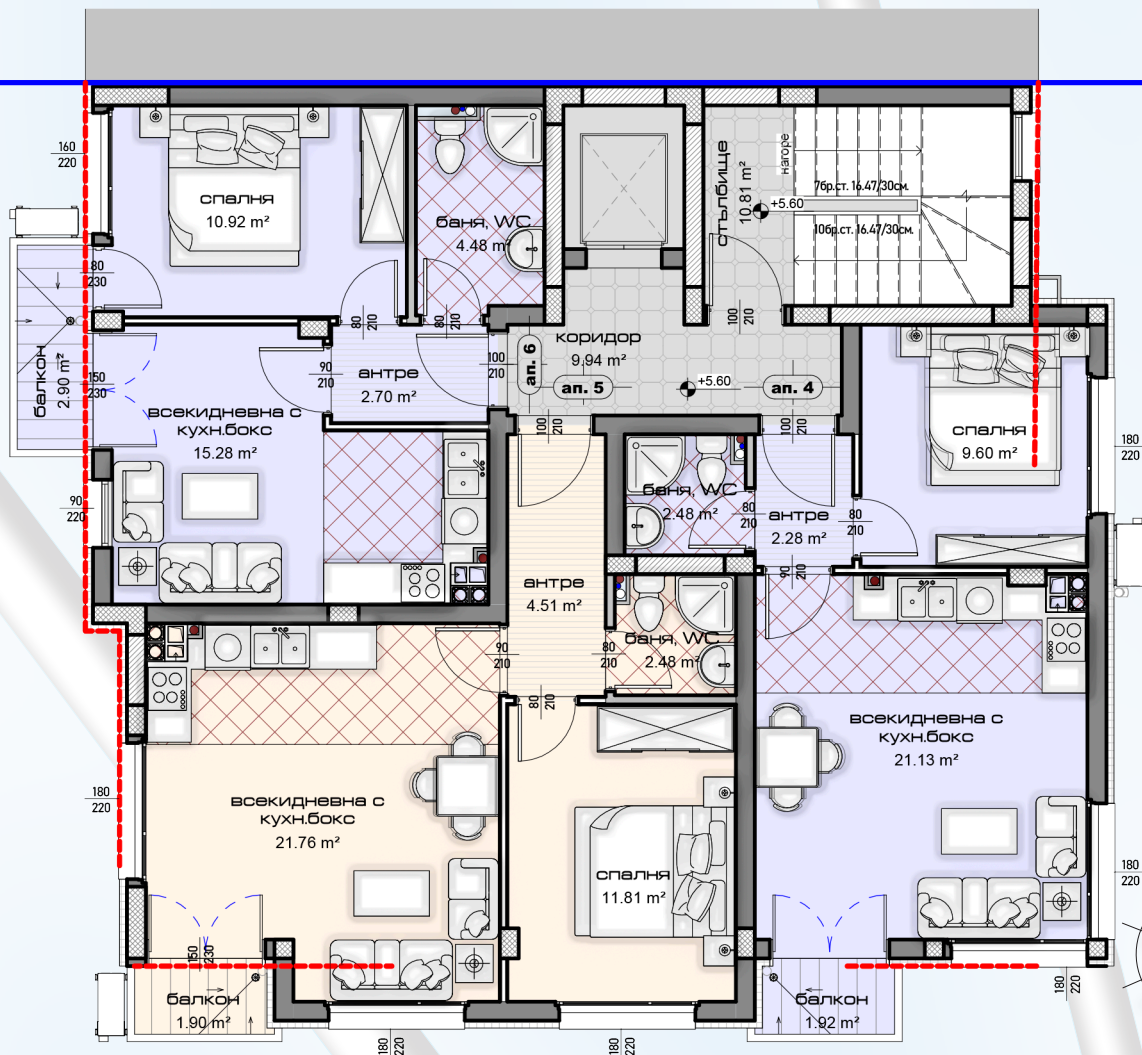 160
220
спалня
10.92 m²
баня, WC
4.48 m²
стълбище
10.81 m²
нагоре
7бр.ст. 16.47/30см.
+5.60
10бр.ст. 16.47/30см.
80
230
80
210
80
210
100
210
балкон
2.90 m²
150
230
90
210
антре
2.70 m²
100
210
ап. 6
коридор
9.94 m²
ап. 5
+5.60
ап. 4
всекидневна с
кухн.бокс
15.28 m²
100
210
100
210
спалня
9.60 m²
180
220
90
220
баня, WC
2.48 m²
80
210
антре
2.28 m²
80
210
90
210
антре
4.51 m²
баня, WC
2.48 m²
90
210
80
210
80
210
всекидневна с
кухн.бокс
21.13 m²
180
220
всекидневна с
кухн.бокс
21.76 m²
спалня
11.81 m²
180
220
150
230
балкон
1.90 m²
балкон
1.92 m²
180
220
180
220
180
220